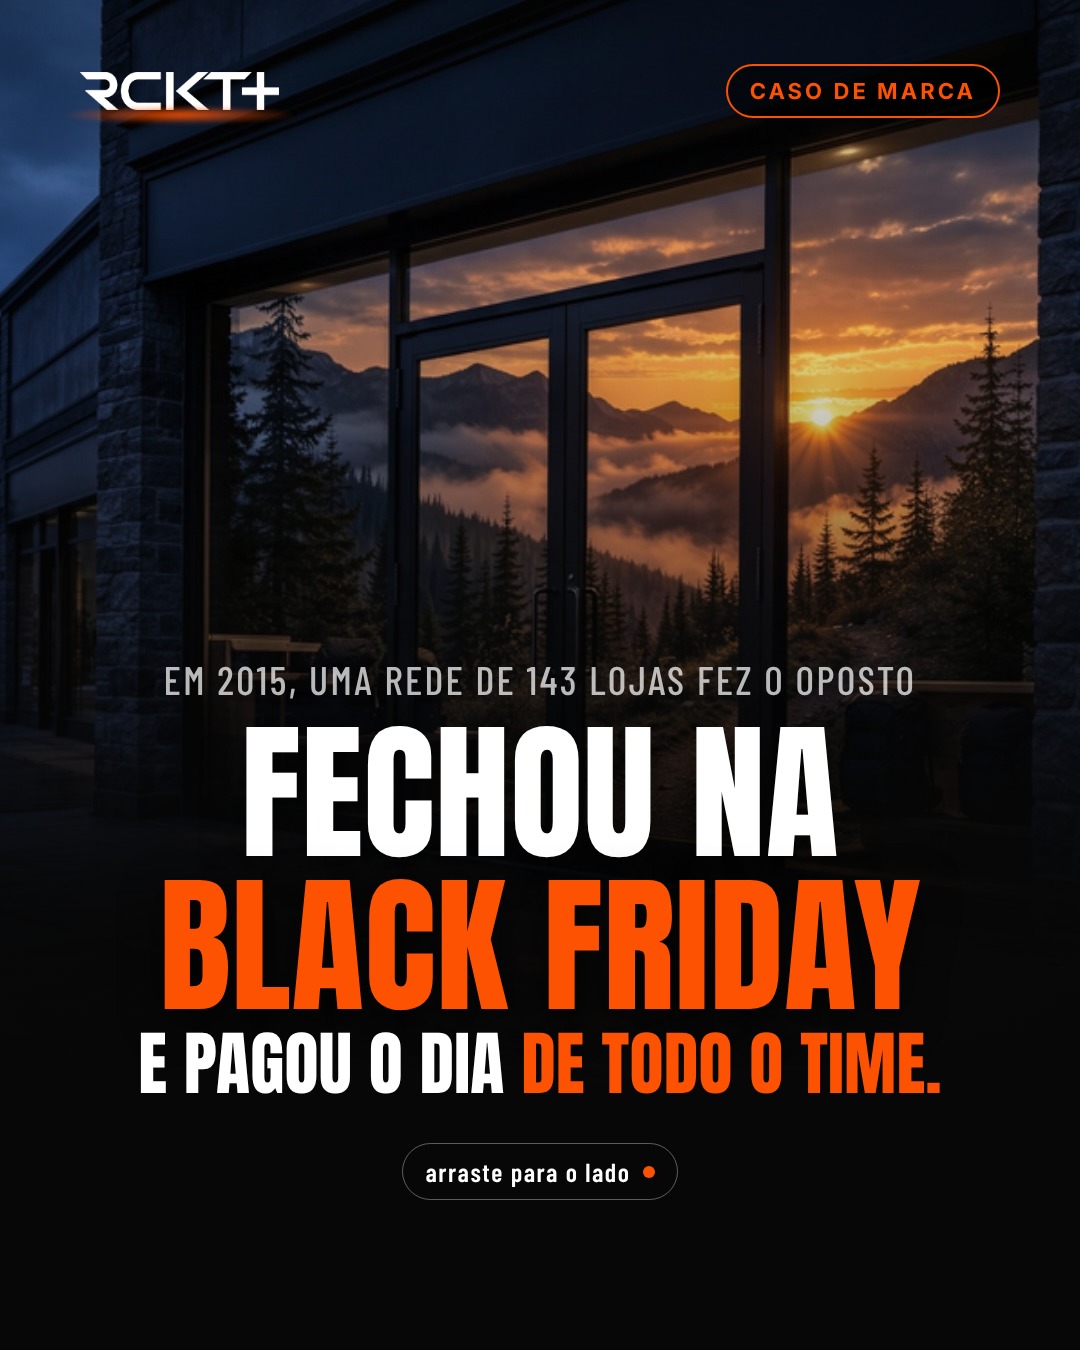 RCKT+
CASO DE MARCA
EM 2015, UMA REDE DE 143 LOJAS FEZ O OPOSTO
FECHOU NA
BLACK FRIDAY
E PAGOU O DIA DE TODO O TIME.
arraste para o lado